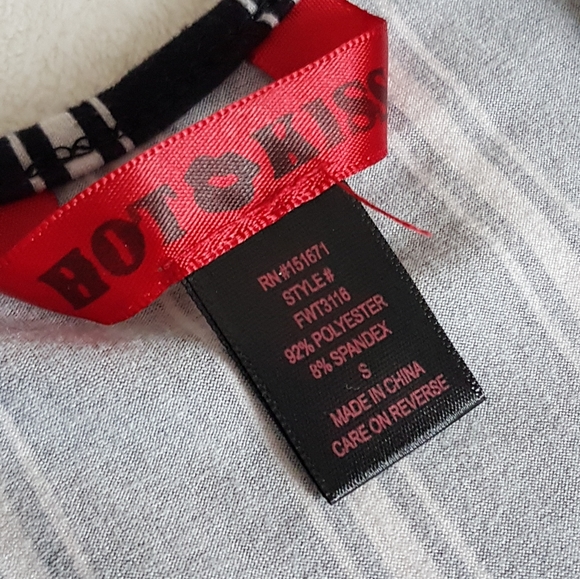 HOT KISS
RN#151671
STYLE#
FWT3116
92% POLYESTER
8% SPANDEX
S
MADE IN CHINA
CARE ON REVERSE